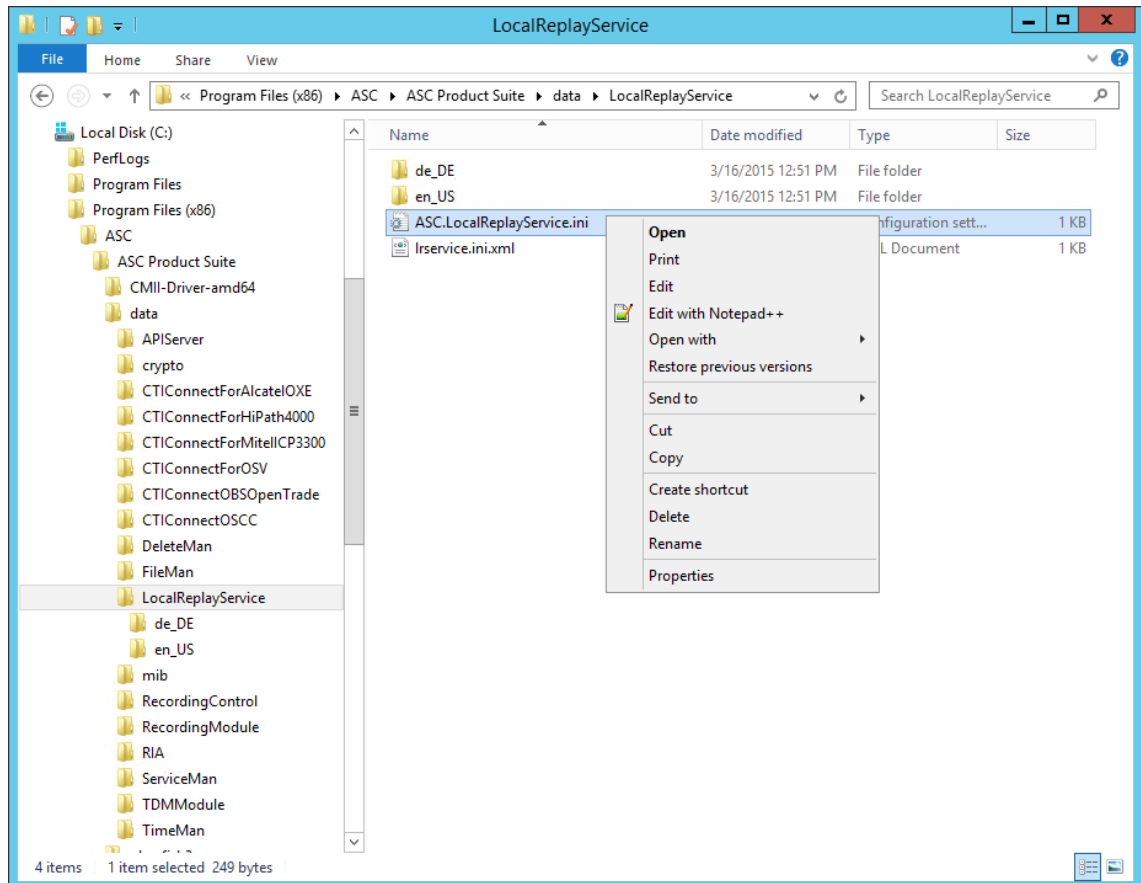 LocalReplayService
File Home Share View
« Program Files (x86) ASC ASC Product Suite data LocalReplayService Search LocalReplayService
Local Disk (C:)
PerfLogs
Program Files
Program Files (x86)
ASC
ASC Product Suite
CMII-Driver-amd64
data
APIServer
crypto
CTIConnectForAlcatelOXE
CTIConnectForHiPath4000
CTIConnectForMitelICP3300
CTIConnectForOSV
CTIConnectOBSOpenTrade
CTIConnectOSCC
DeleteMan
FileMan
LocalReplayService
de_DE
en_US
mib
RecordingControl
RecordingModule
RIA
ServiceMan
TDMModule
TimeMan
Name Date modified Type Size
de_DE 3/16/2015 12:51 PM File folder
en_US 3/16/2015 12:51 PM File folder
ASC.LocalReplayService.ini nfiguration sett... 1 KB
lrservice.ini.xml L Document 1 KB
Open
Print
Edit
Edit with Notepad++
Open with
Restore previous versions
Send to
Cut
Copy
Create shortcut
Delete
Rename
Properties
4 items 1 item selected 249 bytes